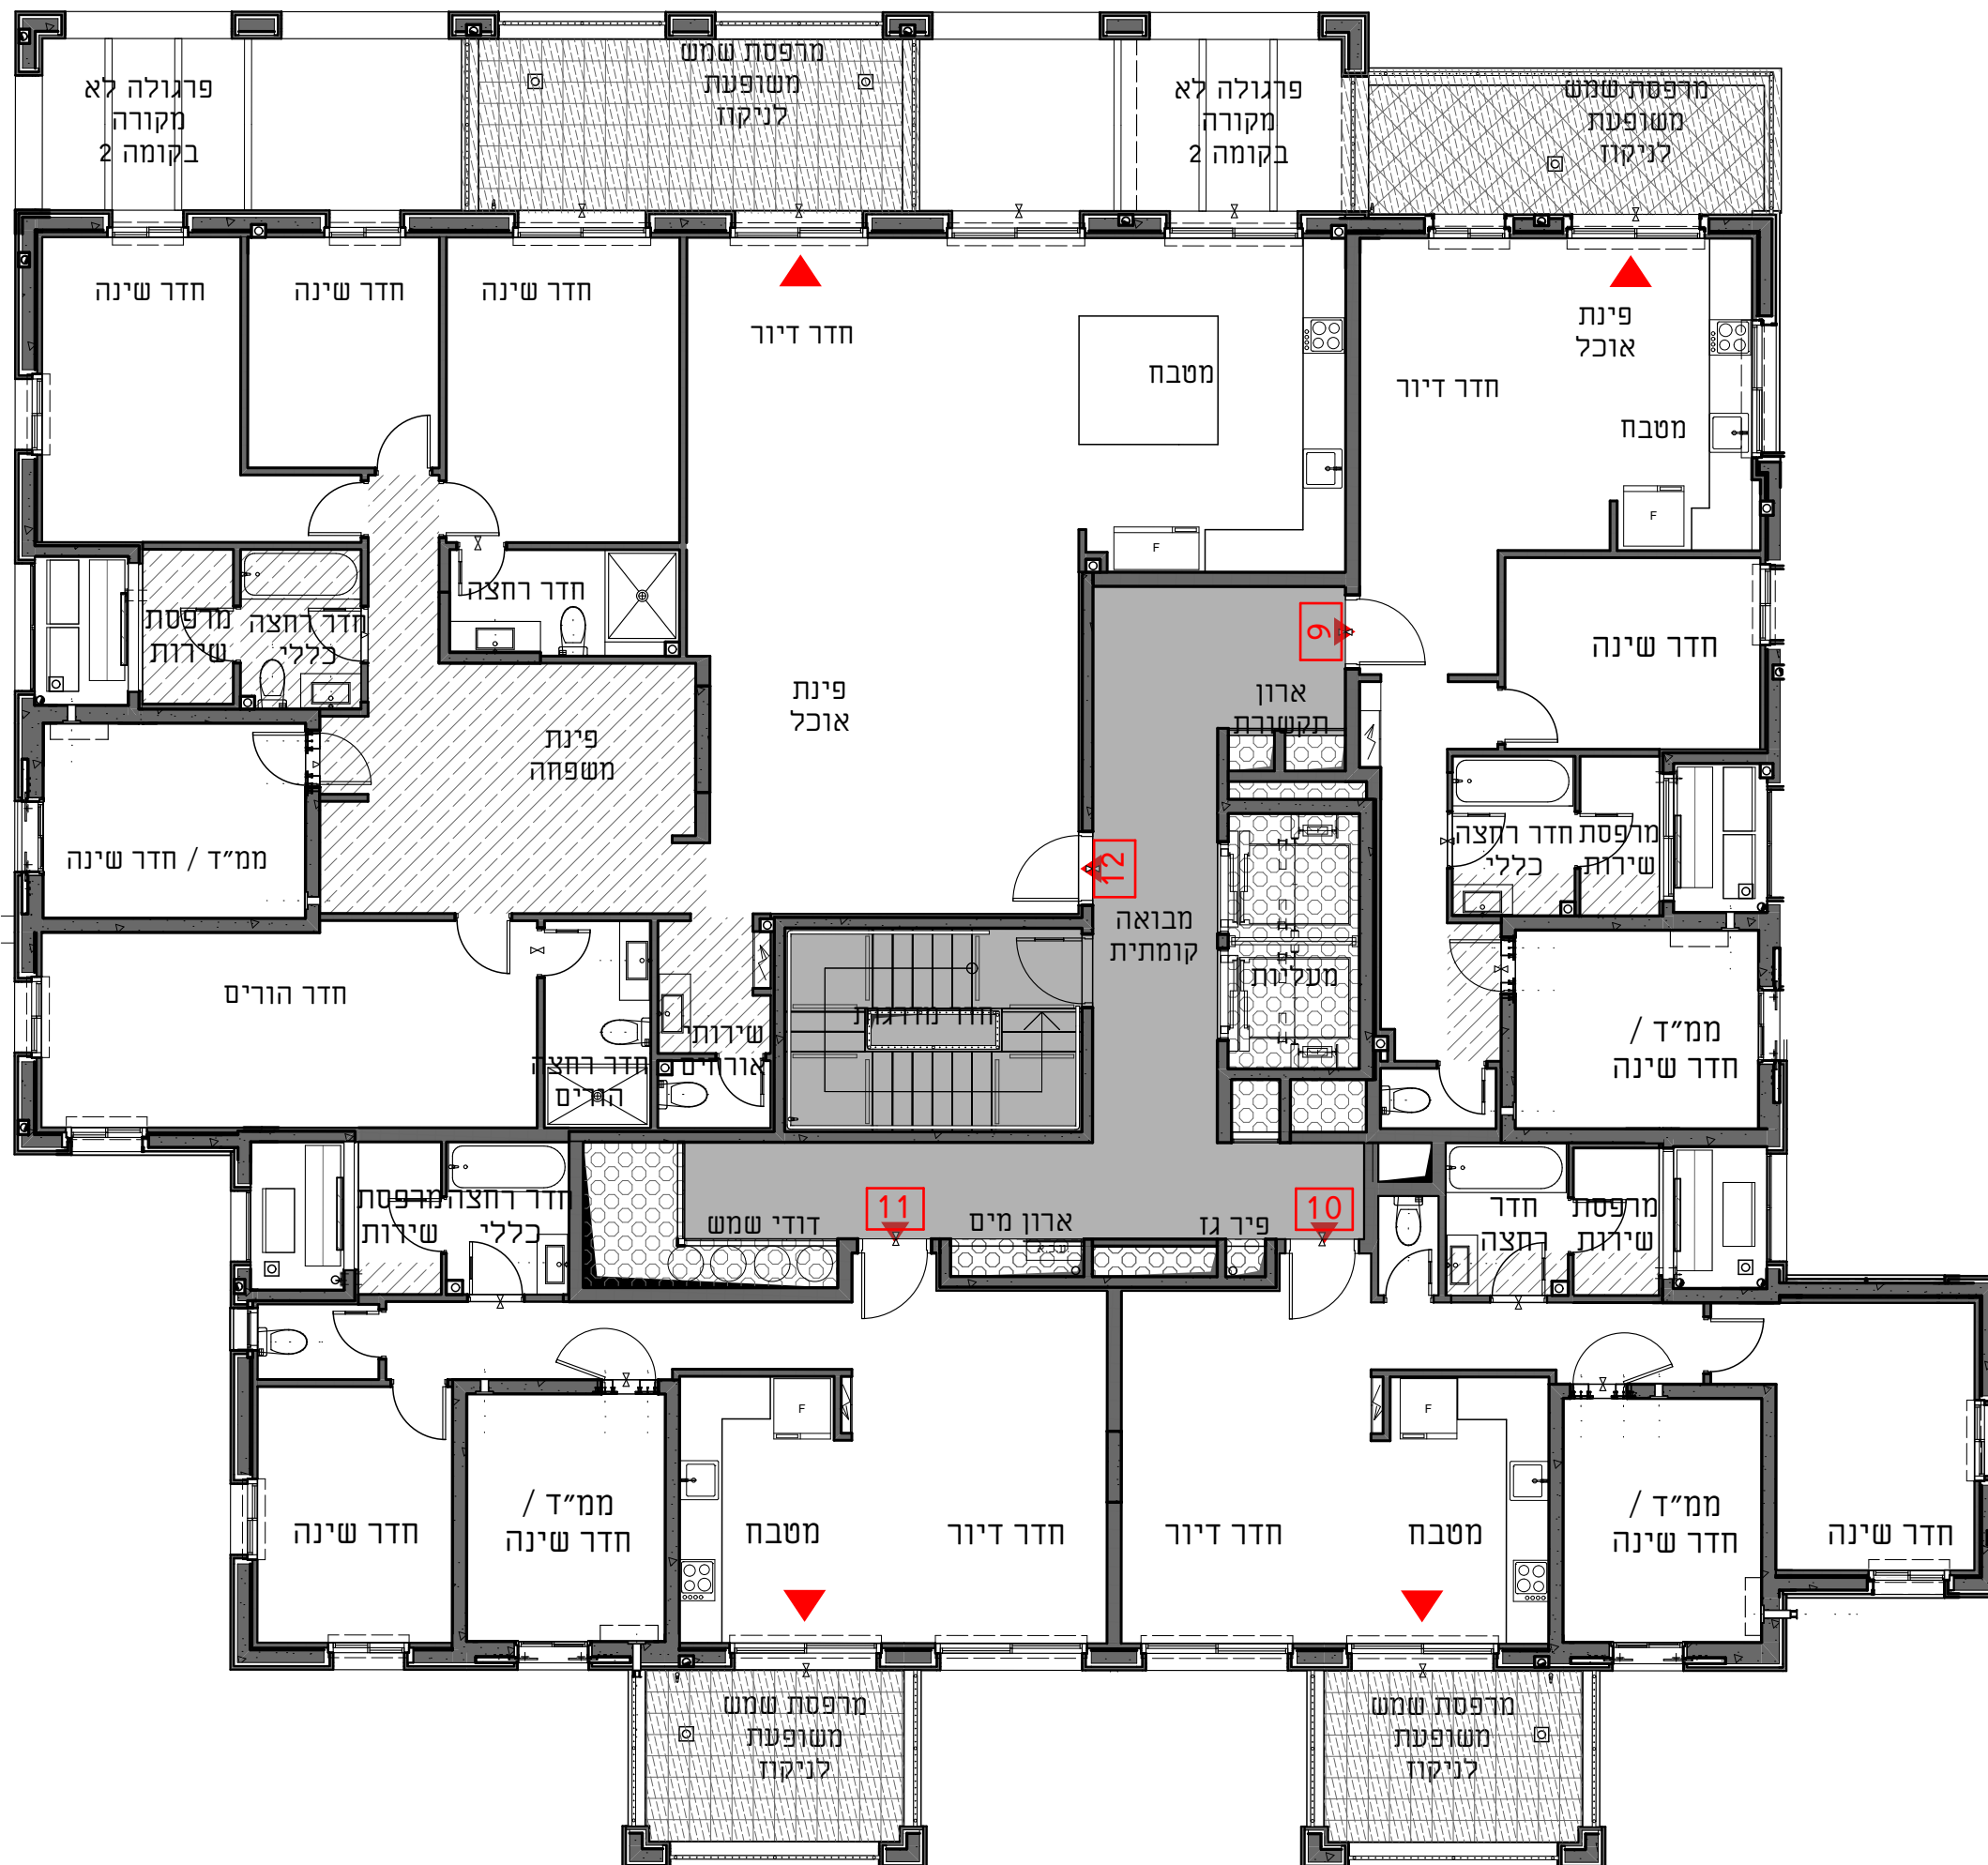 פרגולה לא
מקורה
בקומה 2
מרפסת שמש
משופעת
לניקוז
פרגולה לא
מקורה
בקומה 2
מרפסת שמש
משופעת
לניקוז
חדר שינה
חדר שינה
חדר שינה
חדר דיור
מטבח
F
פינת
אוכל
חדר דיור
מטבח
F
חדר רחצה
מרפסת
שירות
חדר רחצה
כללי
פינת
משפחה
פינת
אוכל
9
ארון
תקשורת
חדר שינה
ממ״ד / חדר שינה
12
מבואה
קומתית
מעליות
חדר רחצה
כללי
מרפסת
שירות
חדר הורים
חדר רחצה
הורים
שירותי
אורחים
חדר מדרגות
ממ״ד /
חדר שינה
מרפסת
שירות
חדר רחצה
כללי
דודי שמש
11
ארון מים
פיר גז
10
חדר
רחצה
מרפסת
שירות
חדר שינה
ממ״ד /
חדר שינה
F
מטבח
חדר דיור
חדר דיור
F
מטבח
ממ״ד /
חדר שינה
חדר שינה
מרפסת שמש
משופעת
לניקוז
מרפסת שמש
משופעת
לניקוז